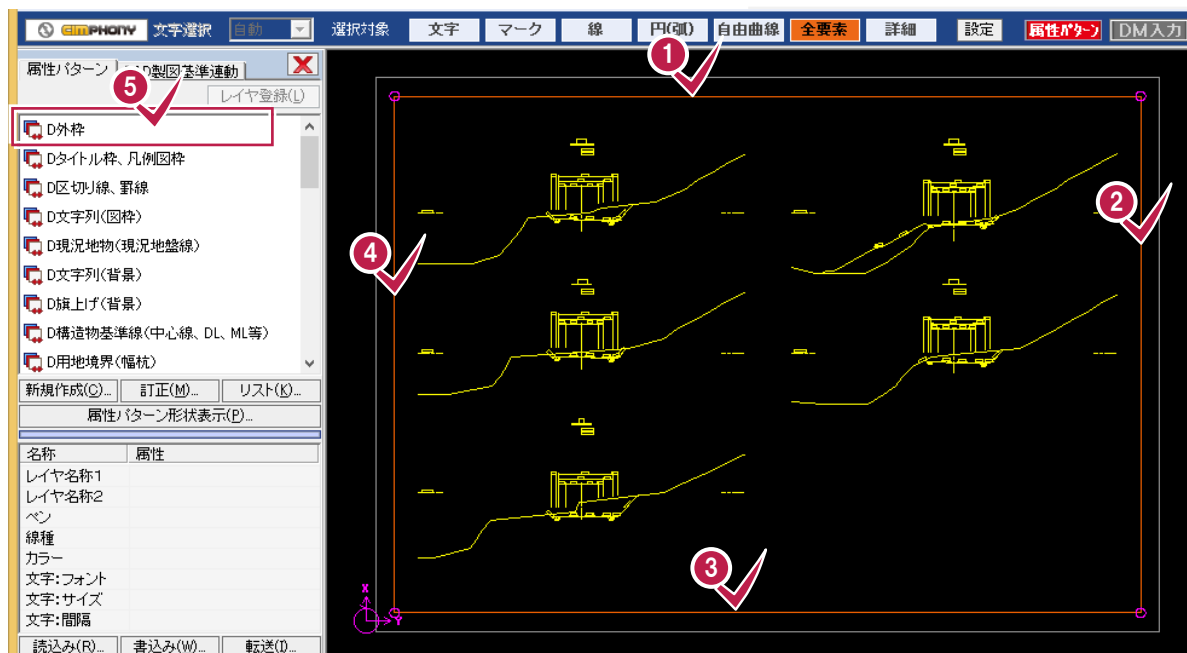 CIMPHONY 文字選択 自動 選択対象 文字 マーク 線 円(弧) 自由曲線 全要素 詳細 設定 属性パターン DM入力
1
属性パターン 製図基準連動
5
レイヤ登録(L)
D外枠
Dタイトル枠、凡例図枠
D区切り線、罫線
2
D文字列(図枠)
4
D現況地物(現況地盤線)
D文字列(背景)
D旗上げ(背景)
D構造物基準線(中心線、DL、ML等)
D用地境界(幅杭)
新規作成(C)... 訂正(M)... リスト(K)...
属性パターン形状表示(P)...
名称 属性
レイヤ名称1
レイヤ名称2
ペン
線種
カラー
3
文字:フォント
文字:サイズ
X
文字:間隔
Y
読込み(R)... 書込み(W)... 転送(I)...